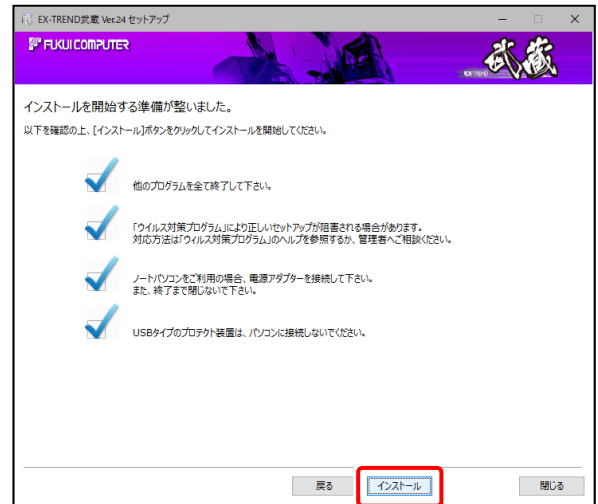 EX-TREND武蔵 Ver.24 セットアップ
FUKUI COMPUTER
EX-TREND 武蔵
インストールを開始する準備が整いました。
以下を確認の上、[インストール]ボタンをクリックしてインストールを開始してください。
他のプログラムを全て終了して下さい。
「ウイルス対策プログラム」により正しいセットアップが阻害される場合があります。
対応方法は「ウィルス対策プログラム」のヘルプを参照するか、管理者へご相談ください。
ノートパソコンをご利用の場合、電源アダプターを接続して下さい。
また、終了まで閉じないで下さい。
USBタイプのプロテクト装置は、パソコンに接続しないでください。
戻る
インストール
閉じる